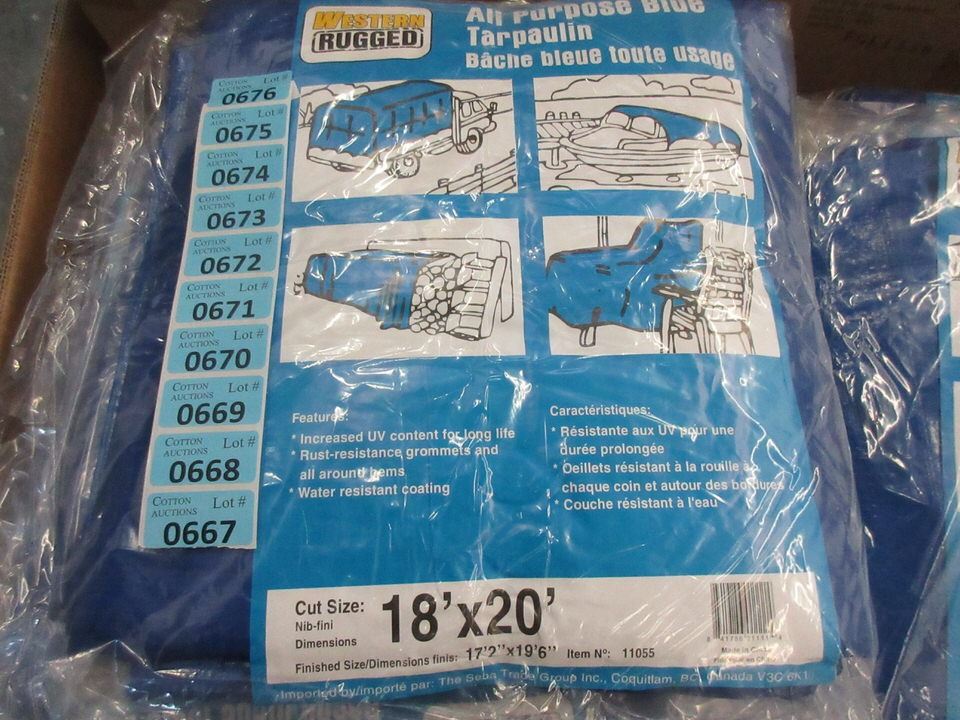 WESTERN
RUGGED
All Purpose Blue
Tarpaulin
Bâche bleue toute usage
COTTON AUCTIONS Lot #
0676
COTTON AUCTIONS Lot #
0675
COTTON AUCTIONS Lot #
0674
COTTON AUCTIONS Lot #
0673
COTTON AUCTIONS Lot #
0672
COTTON AUCTIONS Lot #
0671
COTTON AUCTIONS Lot #
0670
COTTON AUCTIONS Lot #
0669
COTTON AUCTIONS Lot #
0668
COTTON AUCTIONS Lot #
0667
Features:
* Increased UV content for long life
* Rust-resistance grommets and
all around hems
* Water resistant coating
Caractéristiques:
* Résistante aux UV pour une
durée prolongée
* Oeillets résistant à la rouille à
chaque coin et autour des bordures
* Couche résistant à l'eau
Cut Size: 18'x20'
Nib-fini
Dimensions
Finished Size/Dimensions finis: 17'2"x19'6" Item Nº: 11055
Made in
Imported by/importé par: The Seba Trade Group Inc., Coquitlam, BC, Canada V3C 6K1